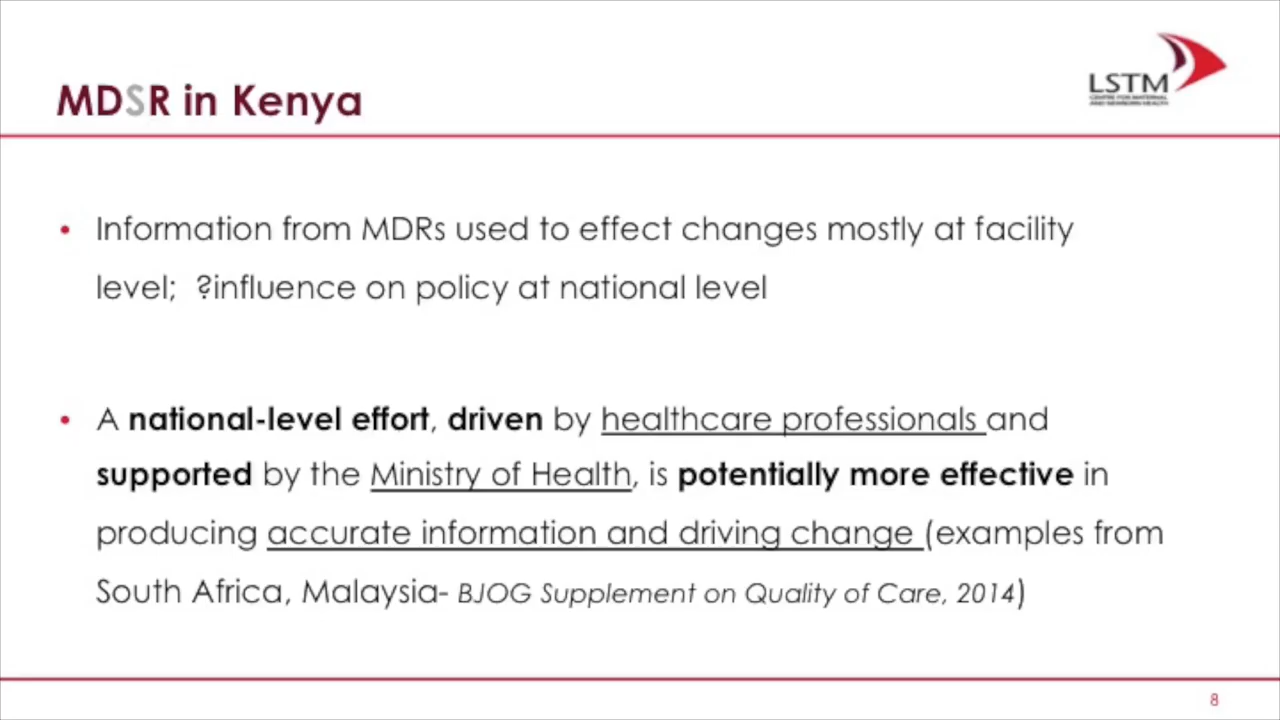 MDSR in Kenya
LSTM
CENTRE FOR MATERNAL
AND NEWBORN HEALTH
• Information from MDRs used to effect changes mostly at facility
level; ?influence on policy at national level
• A national-level effort, driven by healthcare professionals and
supported by the Ministry of Health, is potentially more effective in
producing accurate information and driving change (examples from
South Africa, Malaysia- BJOG Supplement on Quality of Care, 2014)
8